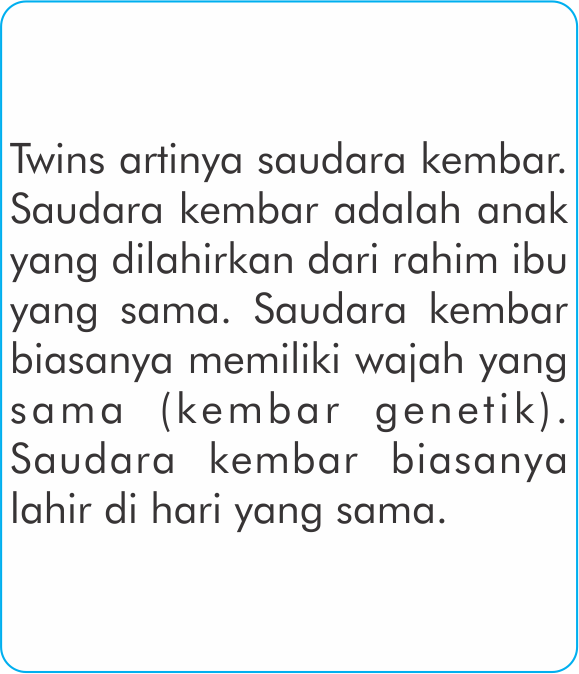 Twins artinya saudara kembar.
Saudara kembar adalah anak
yang dilahirkan dari rahim ibu
yang sama. Saudara kembar
biasanya memiliki wajah yang
sama (kembar genetik).
Saudara kembar biasanya
lahir di hari yang sama.